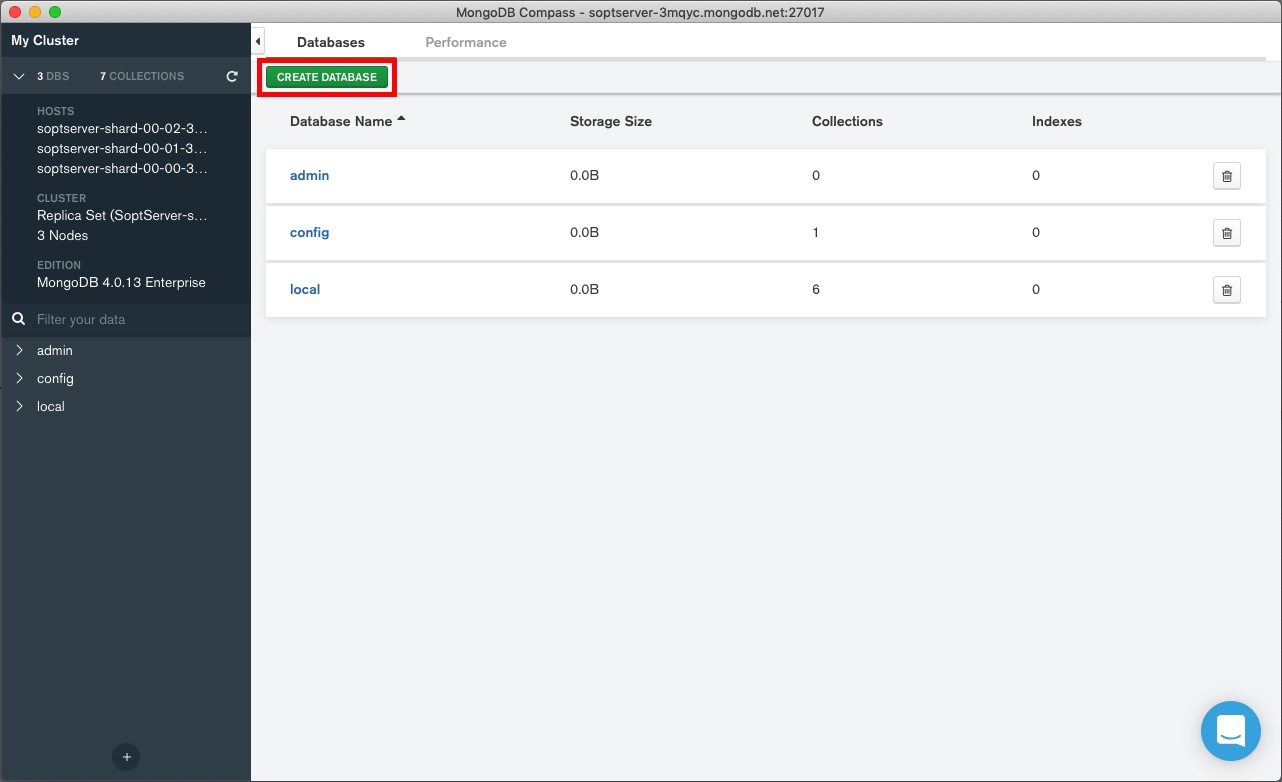 MongoDB Compass - soptserver-3mqyc.mongodb.net:27017
My Cluster
3 DBS 7 COLLECTIONS
HOSTS
soptserver-shard-00-02-3...
soptserver-shard-00-01-3...
soptserver-shard-00-00-3...
CLUSTER
Replica Set (SoptServer-s...
3 Nodes
EDITION
MongoDB 4.0.13 Enterprise
Filter your data
admin
config
local
Databases Performance
CREATE DATABASE
Database Name Storage Size Collections Indexes
admin 0.0B 0 0
config 0.0B 1 0
local 0.0B 6 0